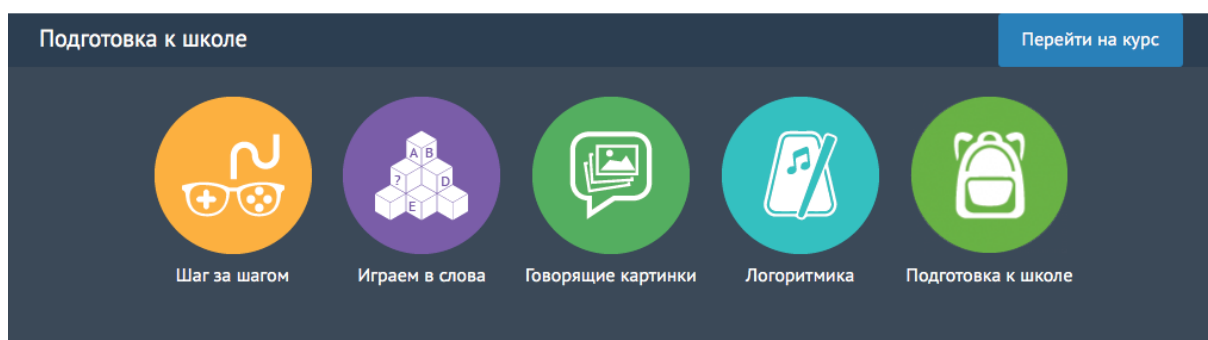 Подготовка к школе
Перейти на курс
A B
? D
E
Шаг за шагом
Играем в слова
Говорящие картинки
Логоритмика
Подготовка к школе